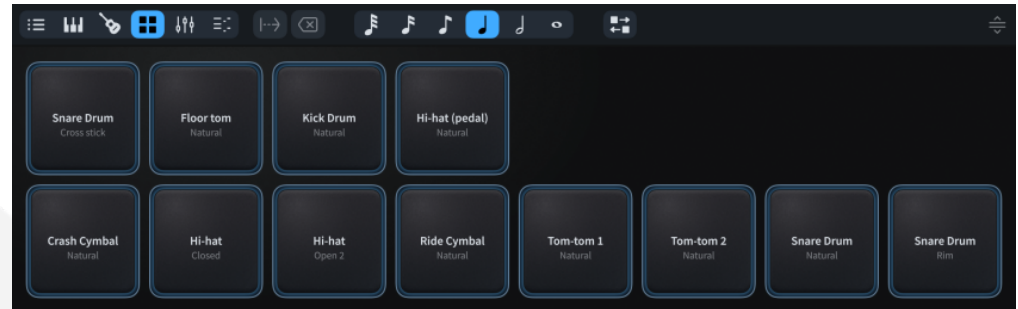 Snare Drum
Cross stick
Floor tom
Natural
Kick Drum
Natural
Hi-hat (pedal)
Natural
Crash Cymbal
Natural
Hi-hat
Closed
Hi-hat
Open 2
Ride Cymbal
Natural
Tom-tom 1
Natural
Tom-tom 2
Natural
Snare Drum
Natural
Snare Drum
Rim